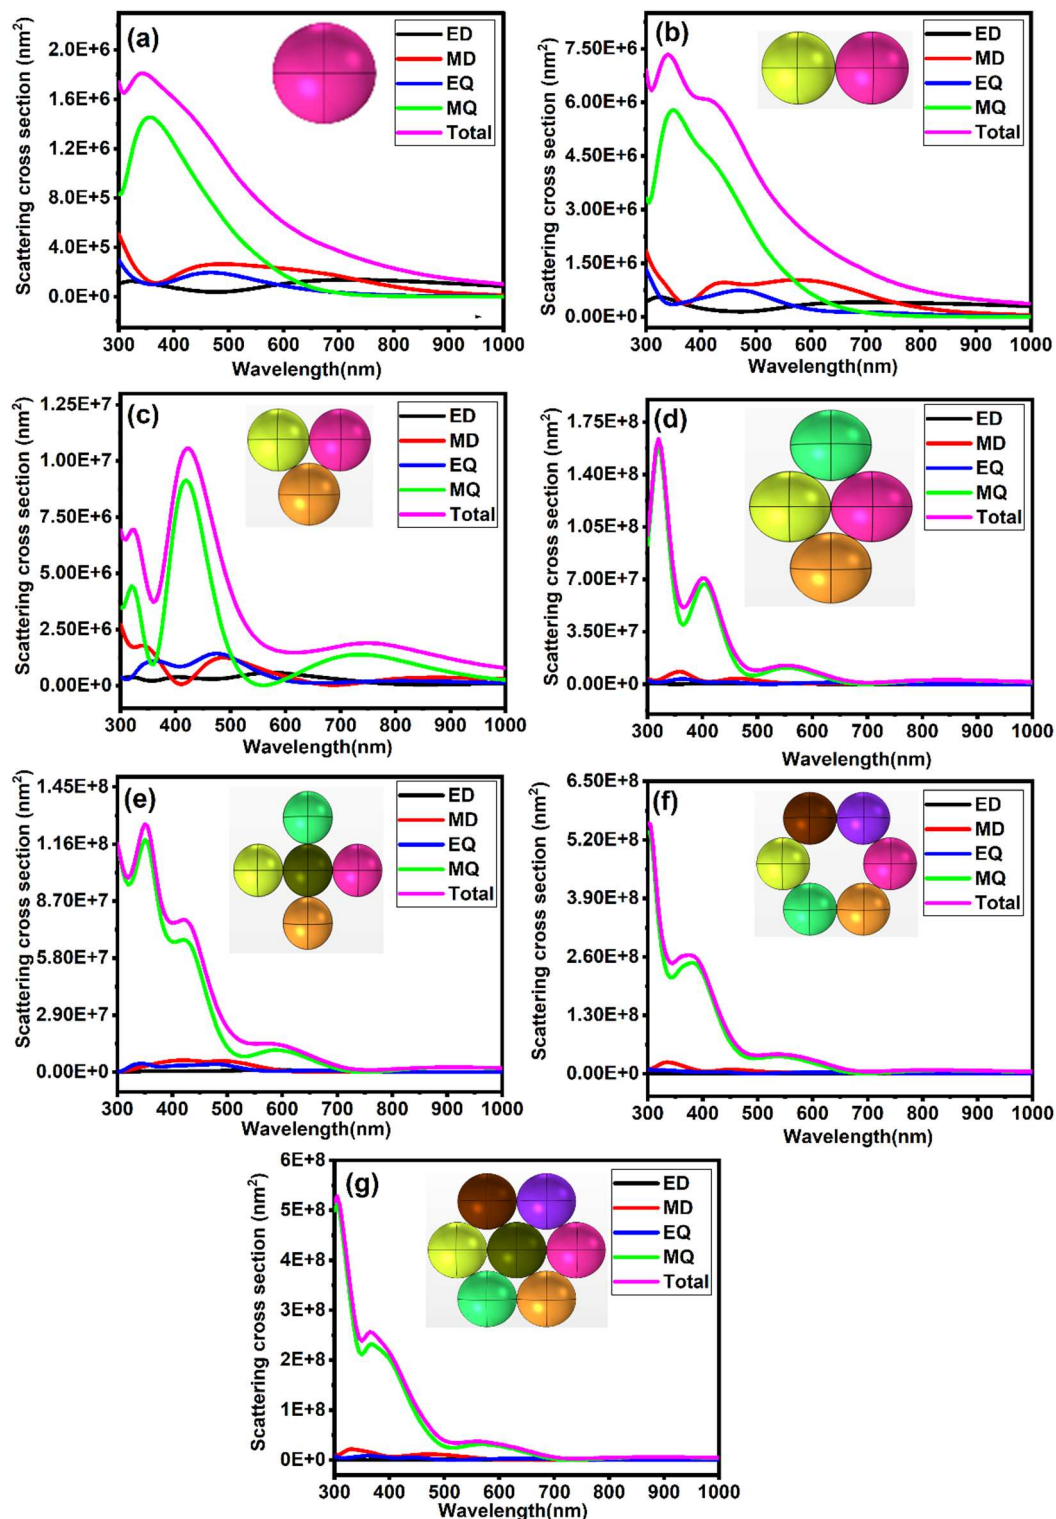 (a)
Scattering cross section (nm²)
2.0E+6
1.6E+6
1.2E+6
8.0E+5
4.0E+5
0.0E+0
ED
MD
EQ
MQ
Total
300 400 500 600 700 800 900 1000
Wavelength(nm)
(b)
Scattering cross section (nm²)
7.50E+6
6.00E+6
4.50E+6
3.00E+6
1.50E+6
0.00E+0
ED
MD
EQ
MQ
Total
300 400 500 600 700 800 900 1000
Wavelength(nm)
(c)
Scattering cross section (nm²)
1.25E+7
1.00E+7
7.50E+6
5.00E+6
2.50E+6
0.00E+0
ED
MD
EQ
MQ
Total
300 400 500 600 700 800 900 1000
Wavelength(nm)
(d)
Scattering cross section (nm²)
1.75E+8
1.40E+8
1.05E+8
7.00E+7
3.50E+7
0.00E+0
ED
MD
EQ
MQ
Total
300 400 500 600 700 800 900 1000
Wavelength(nm)
(e)
Scattering cross section (nm²)
1.45E+8
1.16E+8
8.70E+7
5.80E+7
2.90E+7
0.00E+0
ED
MD
EQ
MQ
Total
300 400 500 600 700 800 900 1000
Wavelength(nm)
(f)
Scattering cross section (nm²)
6.50E+8
5.20E+8
3.90E+8
2.60E+8
1.30E+8
0.00E+0
ED
MD
EQ
MQ
Total
300 400 500 600 700 800 900 1000
Wavelength(nm)
(g)
Scattering cross section (nm²)
6E+8
5E+8
4E+8
3E+8
2E+8
1E+8
0E+0
ED
MD
EQ
MQ
Total
300 400 500 600 700 800 900 1000
Wavelength(nm)